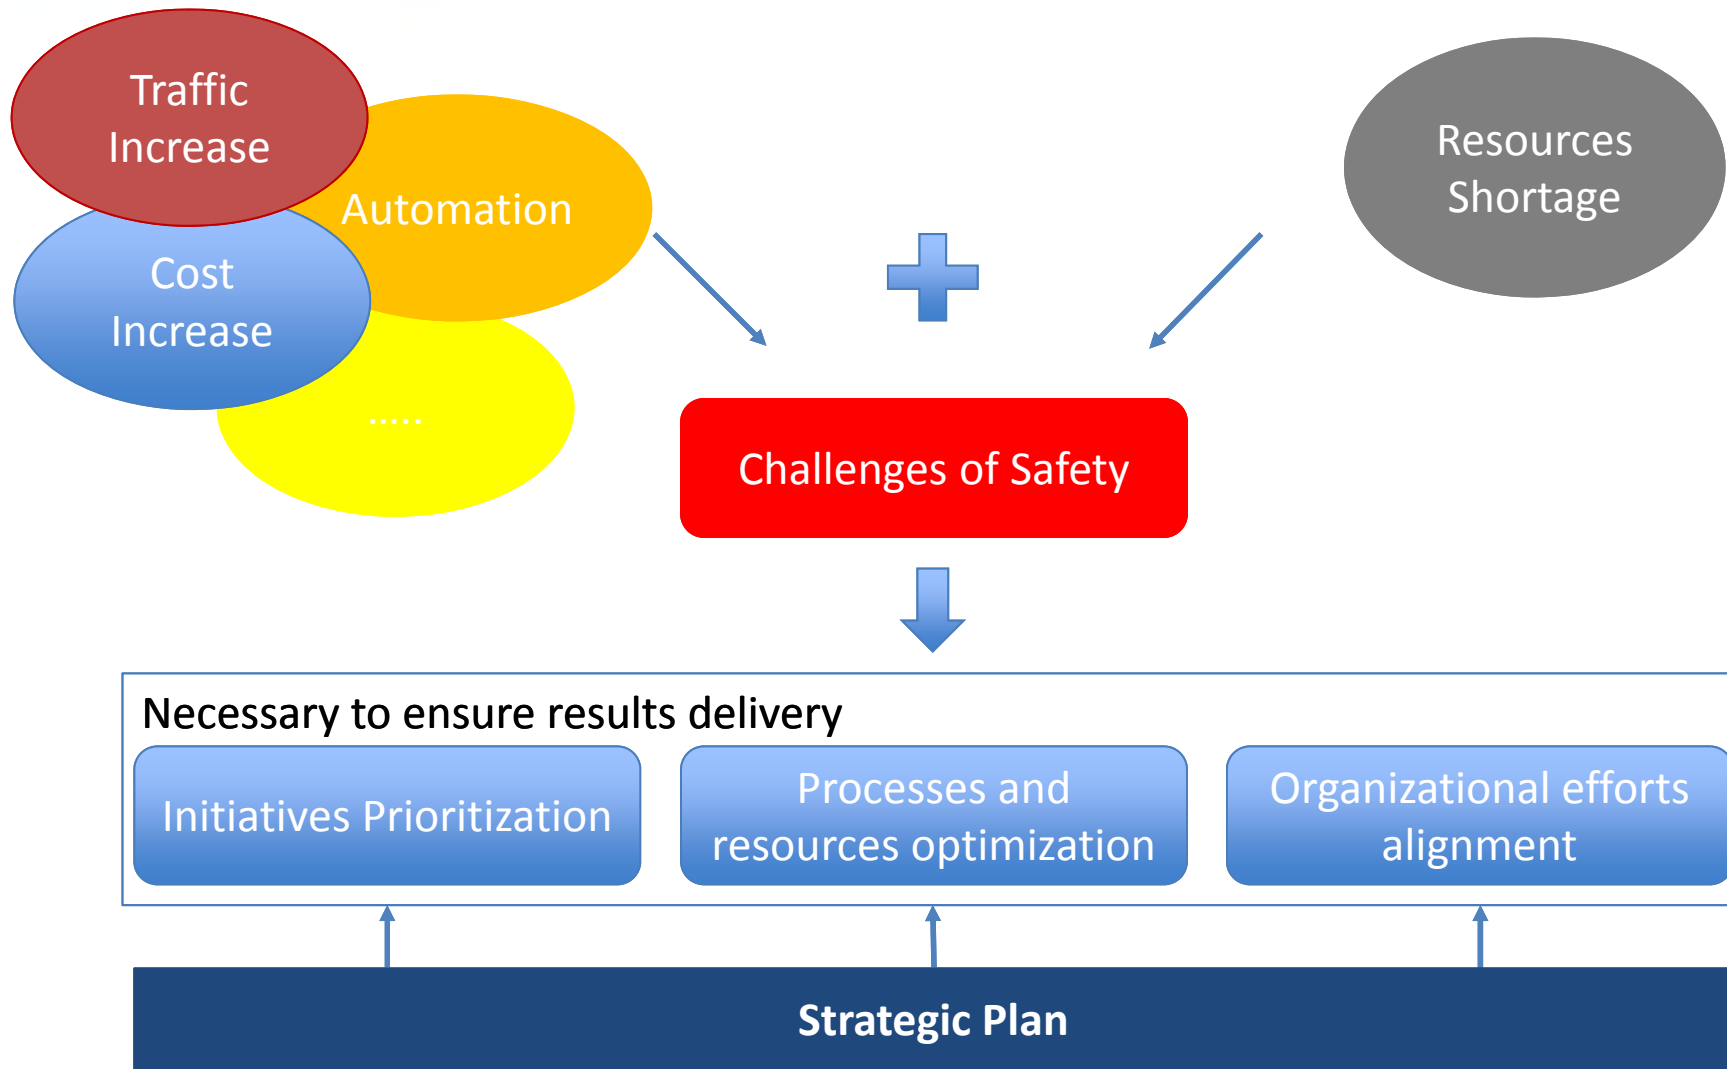 Traffic
Increase
Automation
Cost
Increase
.....
Resources
Shortage
Challenges of Safety
Necessary to ensure results delivery
Initiatives Prioritization
Processes and
resources optimization
Organizational efforts
alignment
Strategic Plan